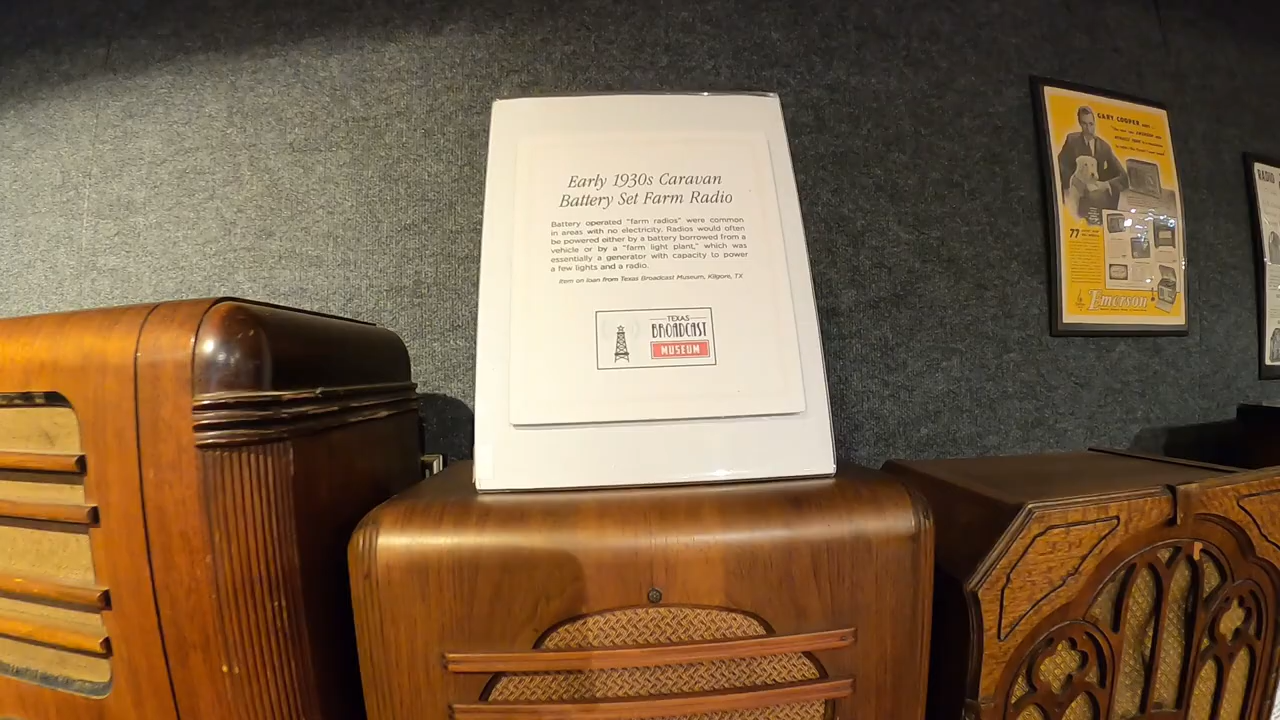 Early 1930s Caravan
Battery Set Farm Radio
Battery operated "farm radios" were common
in areas with no electricity. Radios would often
be powered either by a battery borrowed from a
vehicle or by a "farm light plant," which was
essentially a generator with capacity to power
a few lights and a radio.
Item on loan from Texas Broadcast Museum, Kilgore, TX
TEXAS
BROADCAST
MUSEUM
GARY COOPER
77
Emerson
RADIO